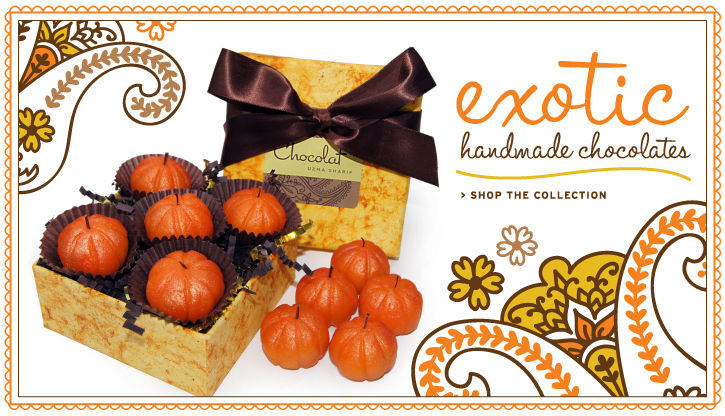 Chocolat
UZMA SHARIF
exotic
handmade chocolates
> SHOP THE COLLECTION